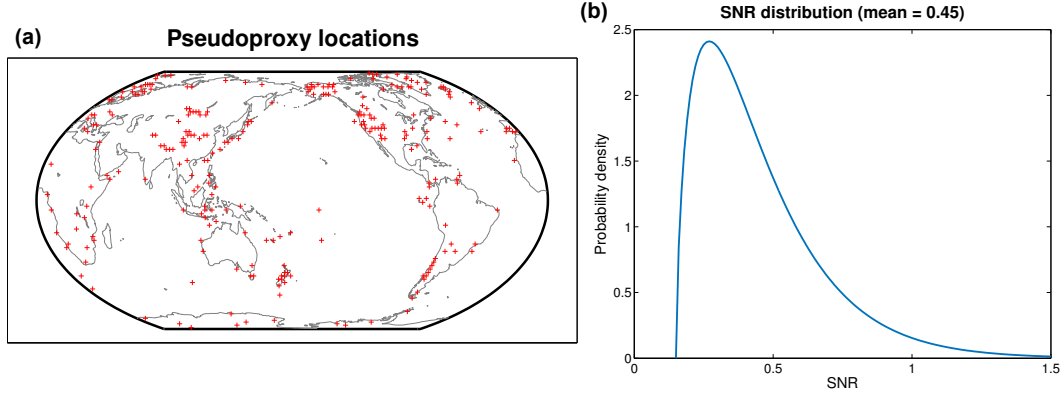 (a)
Pseudoproxy locations
(b)
SNR distribution (mean = 0.45)
Probability density
2.5
2
1.5
1
0.5
0
0
0.5
1
1.5
SNR